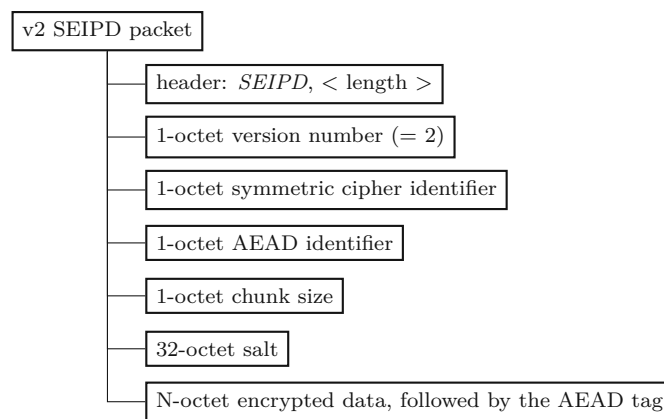 v2 SEIPD packet
header: SEIPD, < length >
1-octet version number (= 2)
1-octet symmetric cipher identifier
1-octet AEAD identifier
1-octet chunk size
32-octet salt
N-octet encrypted data, followed by the AEAD tag